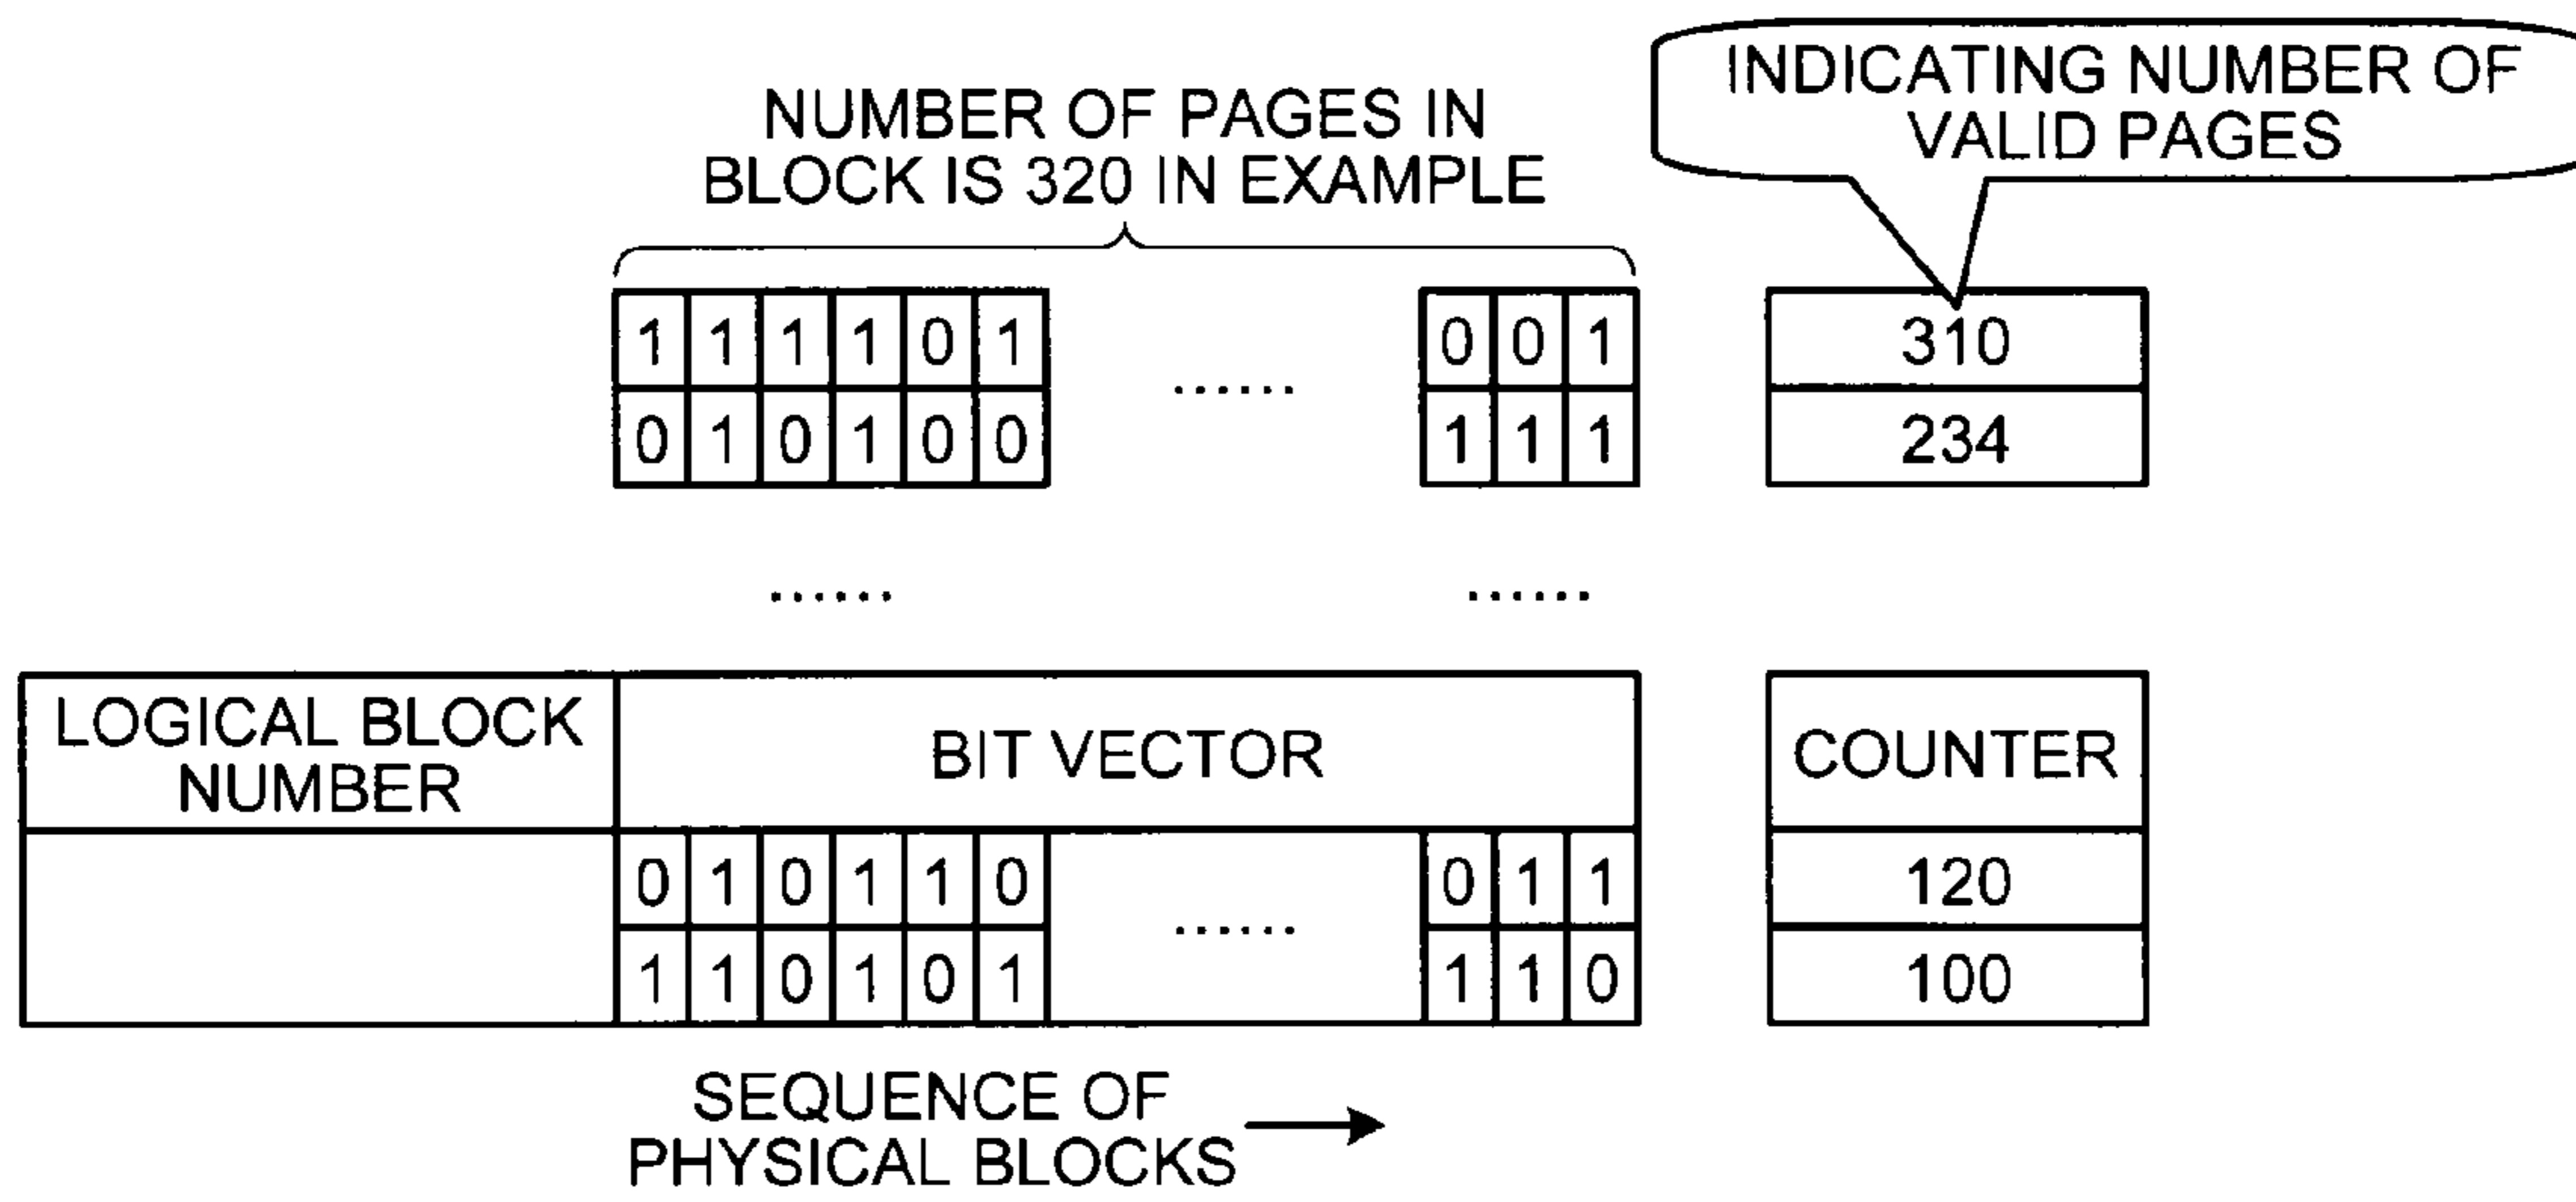 INDICATING NUMBER OF
VALID PAGES
NUMBER OF PAGES IN
BLOCK IS 320 IN EXAMPLE
1 1 1 1 0 1 ...... 0 0 1 310
0 1 0 1 0 0 1 1 1 234
...... ......
LOGICAL BLOCK
NUMBER
BIT VECTOR
COUNTER
0 1 0 1 1 0 ...... 0 1 1 120
1 1 0 1 0 1 1 1 0 100
SEQUENCE OF
PHYSICAL BLOCKS